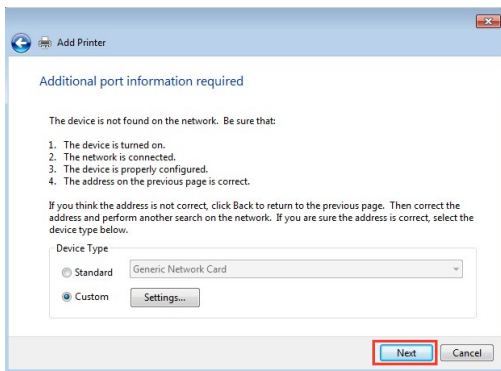 Add Printer
Additional port information required
The device is not found on the network. Be sure that:
1. The device is turned on.
2. The network is connected.
3. The device is properly configured.
4. The address on the previous page is correct.
If you think the address is not correct, click Back to return to the previous page. Then correct the
address and perform another search on the network. If you are sure the address is correct, select the
device type below.
Device Type
Standard Generic Network Card
Custom Settings...
Next Cancel